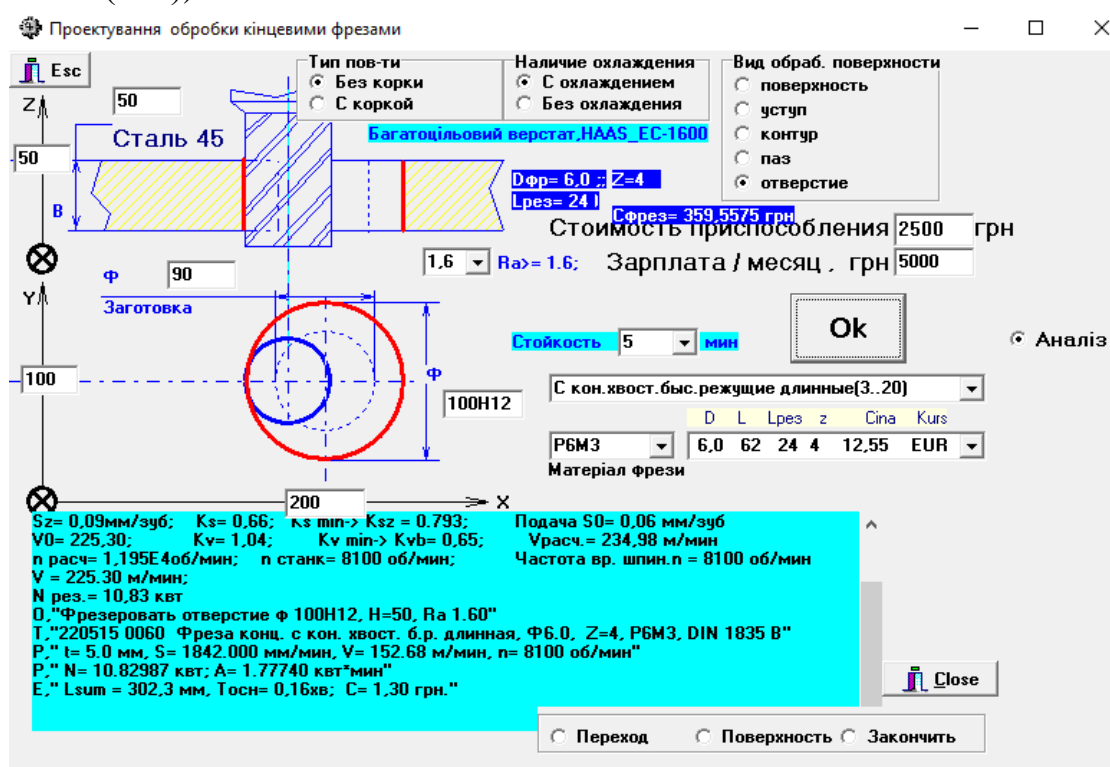 Проектування обробки кінцевими фрезами
Esc
Тип пов-ти
Без корки
С коркой
Наличие охлаждения
С охлаждением
Без охлаждения
Вид обраб. поверхности
поверхность
уступ
контур
паз
отверстие
Z
50
Сталь 45
Багатоцільовий верстат,HAAS_EC-1600
50
B
Dфр= 6,0 ;; Z=4
Lрез= 24
Cфрез= 359,5575 грн
Стоимость приспособления 2500 грн
1,6 Ra>= 1.6; Зарплата / месяц , грн 5000
ф 90
Y
Заготовка
Ok
Стойкость 5 мин
Аналіз
100
ф
100H12
С кон.хвост.быс.режущие длинные(3..20)
D L Lрез z Cina Kurs
Р6М3 6,0 62 24 4 12,55 EUR
Матеріал фрези
200
X
Sz= 0,09мм/зуб; Ks= 0,66; Ks min-> Ksz = 0.793; Подача S0= 0,06 мм/зуб
V0= 225,30; Kv= 1,04; Kv min-> Kvb= 0,65; Vрасч.= 234,98 м/мин
n расч= 1,195E4об/мин; n станк= 8100 об/мин; Частота вр. шпин.n = 8100 об/мин
V = 225.30 м/мин;
N рез.= 10,83 квт
O,"Фрезеровать отверстие ф 100H12, H=50, Ra 1.60"
T,"220515 0060 Фреза конц. с кон. хвост. б.р. длинная, Ф6.0, Z=4, Р6М3, DIN 1835 B"
P," t= 5.0 мм, S= 1842.000 мм/мин, V= 152.68 м/мин, n= 8100 об/мин"
P," N= 10.82987 квт; A= 1.77740 квт*мин"
E," Lsum = 302,3 мм, Tосн= 0,16хв; C= 1,30 грн."
Close
Переход
Поверхность
Закончить